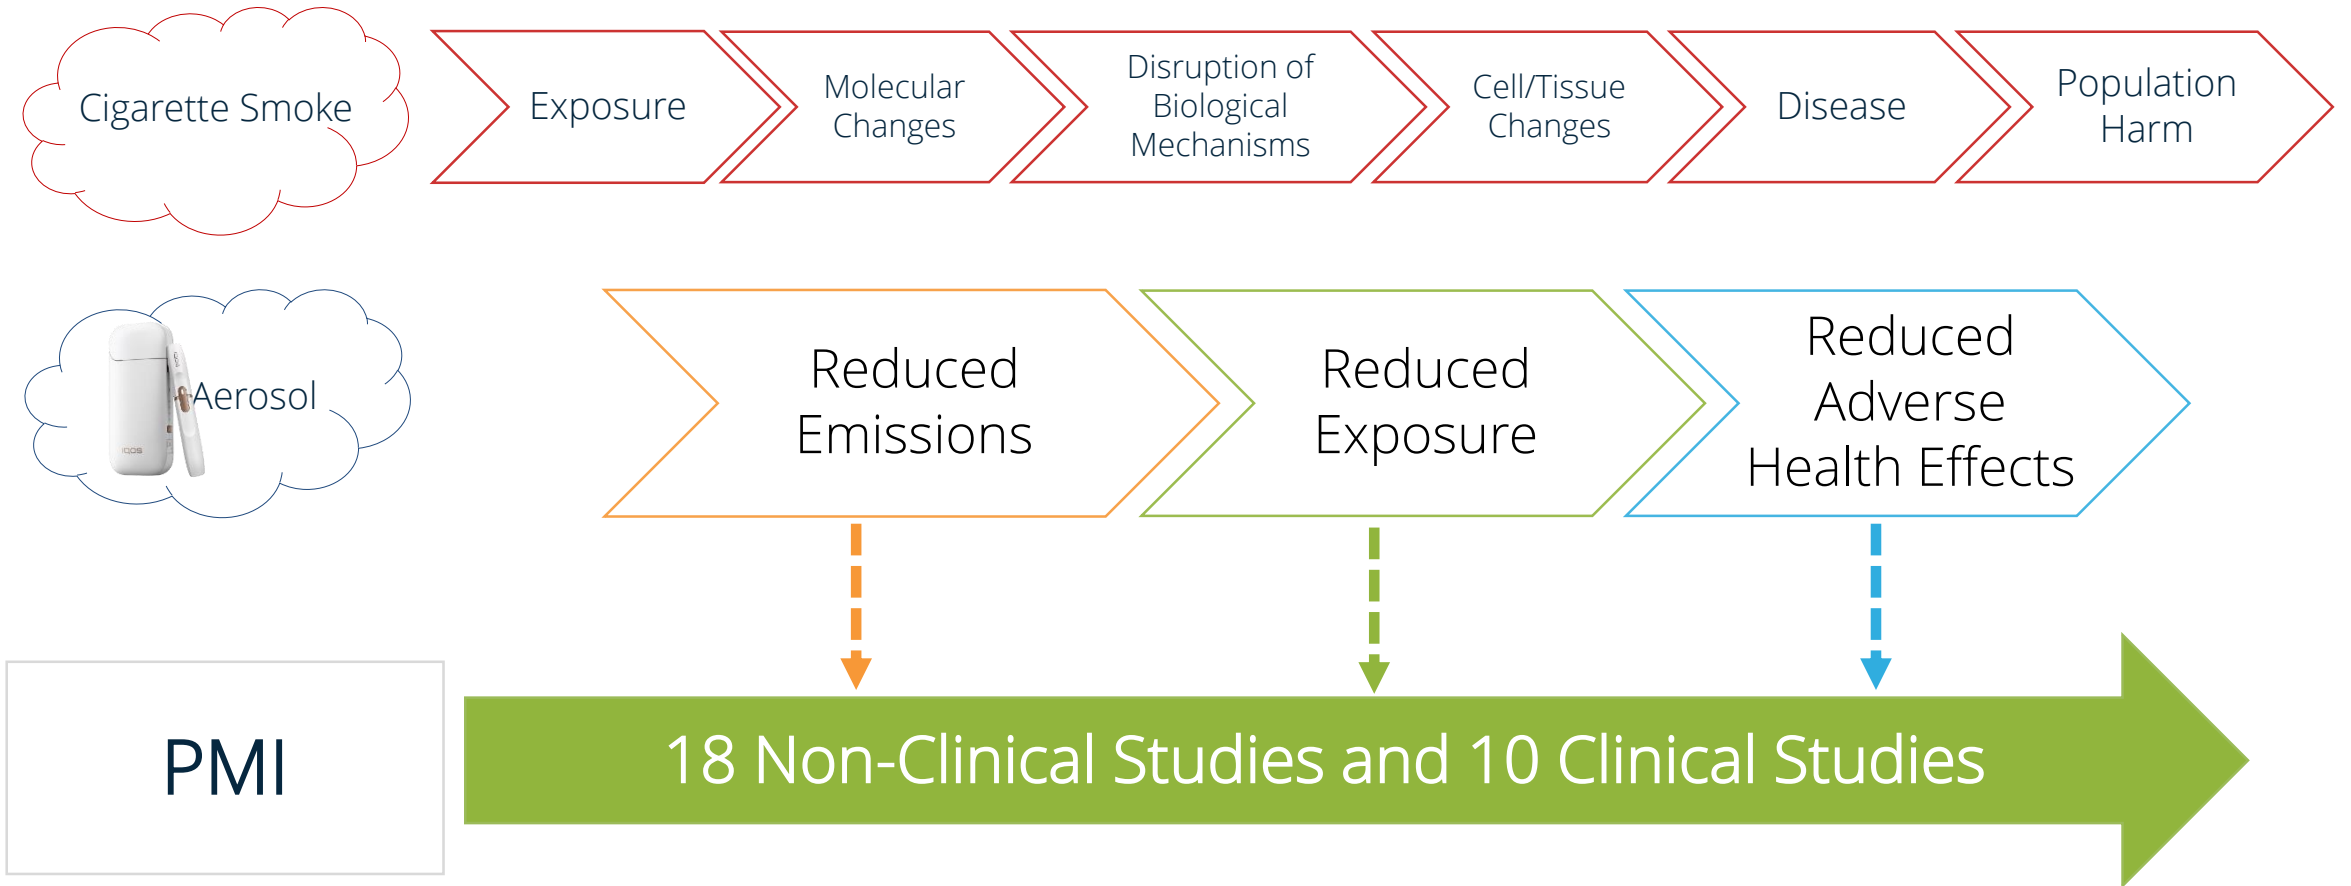 Cigarette Smoke
Exposure
Molecular
Changes
Disruption of
Biological
Mechanisms
Cell/Tissue
Changes
Disease
Population
Harm
Aerosol
IQOS
Reduced
Emissions
Reduced
Exposure
Reduced
Adverse
Health Effects
PMI
18 Non-Clinical Studies and 10 Clinical Studies